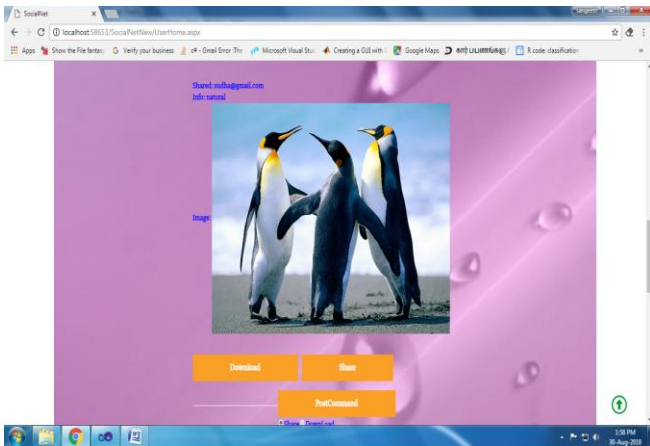 SocialNet
localhost:58653/SocialNetNew/UserHome.aspx
Apps Show the File fantasy Verify your business c# - Gmail Error :The Microsoft Visual Stu Creating a GUI with Google Maps R code: classification »
Shared: sudha@gmail.com
Info: natural
Image:
Download Share
PostCommand
Share Download
1:58 PM
30-Aug-2018